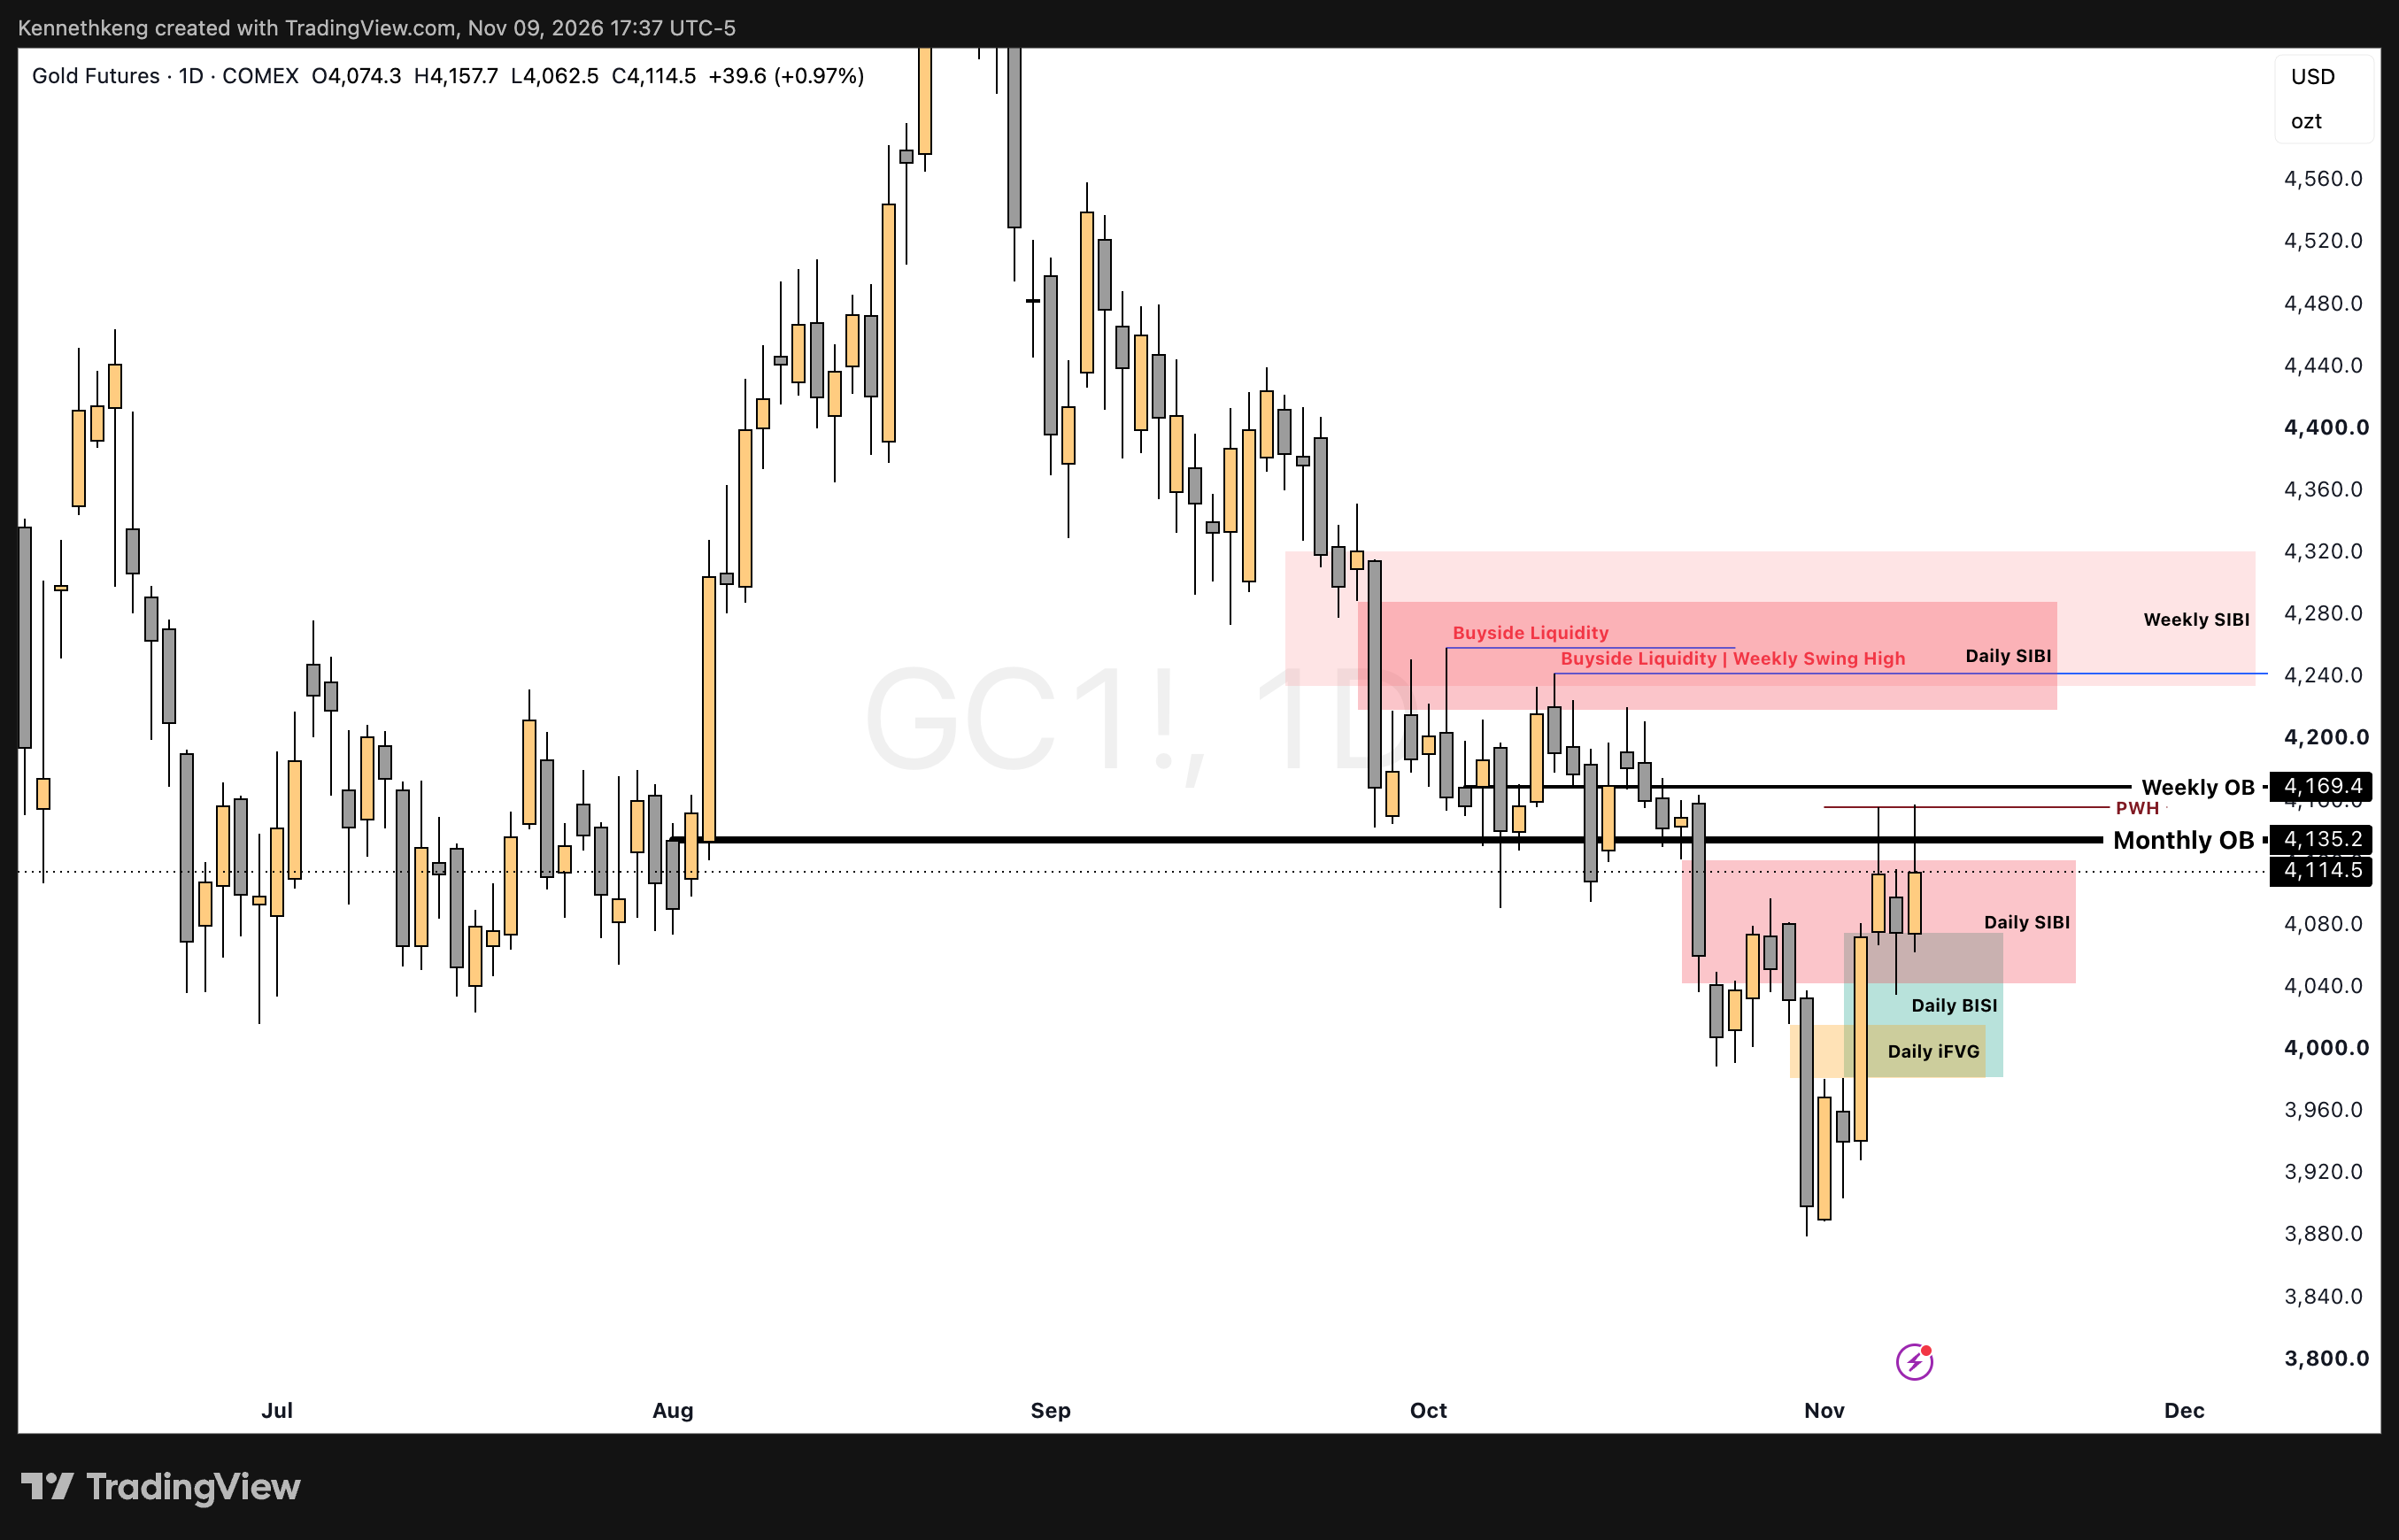 Kennethkeng created with TradingView.com, Nov 09, 2026 17:37 UTC-5
Gold Futures · 1D · COMEX O4,074.3 H4,157.7 L4,062.5 C4,114.5 +39.6 (+0.97%)
USD
ozt
4,560.0
4,520.0
4,480.0
4,440.0
4,400.0
4,360.0
4,320.0
4,280.0
Weekly SIBI
Buyside Liquidity
Buyside Liquidity | Weekly Swing High
Daily SIBI
4,240.0
GC1!, 1D
4,200.0
Weekly OB
4,169.4
4,160.0
PWH
Monthly OB
4,135.2
4,114.5
Daily SIBI
4,080.0
4,040.0
Daily BISI
Daily iFVG
4,000.0
3,960.0
3,920.0
3,880.0
3,840.0
3,800.0
Jul Aug Sep Oct Nov Dec
TradingView